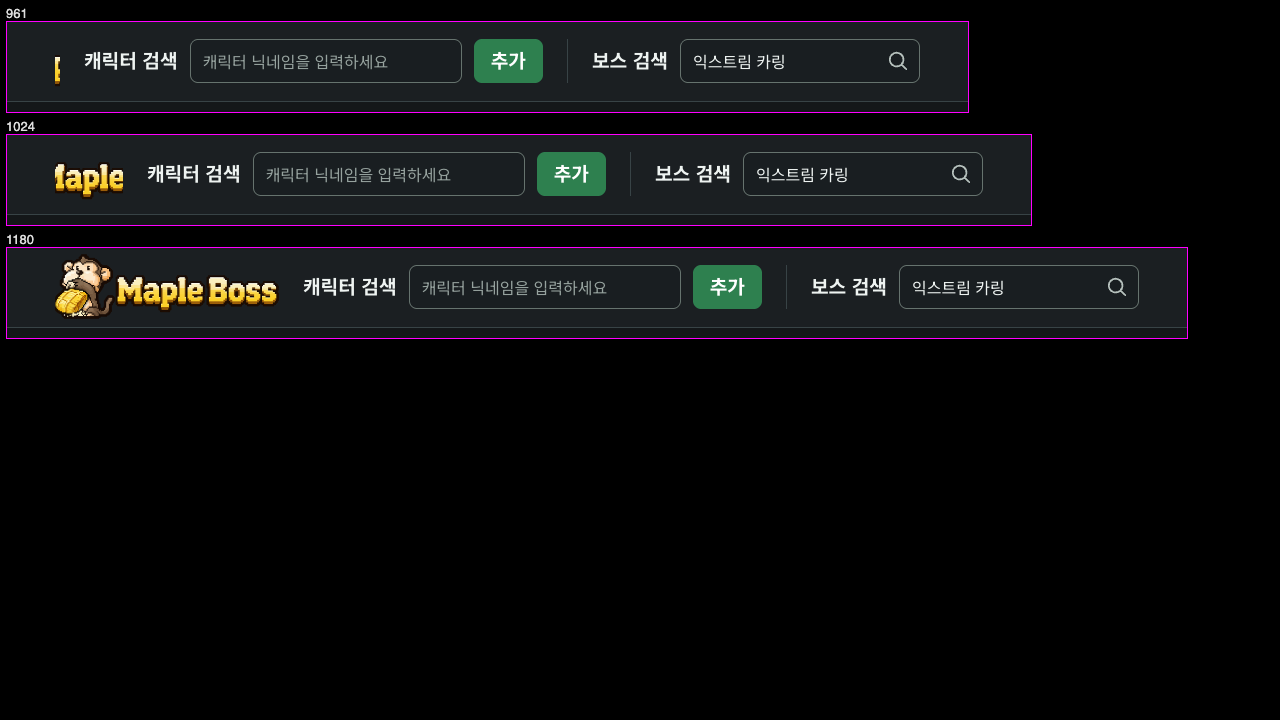 961
캐릭터 검색 캐릭터 닉네임을 입력하세요 추가 보스 검색 익스트림 카링
1024
Maple 캐릭터 검색 캐릭터 닉네임을 입력하세요 추가 보스 검색 익스트림 카링
1180
Maple Boss 캐릭터 검색 캐릭터 닉네임을 입력하세요 추가 보스 검색 익스트림 카링